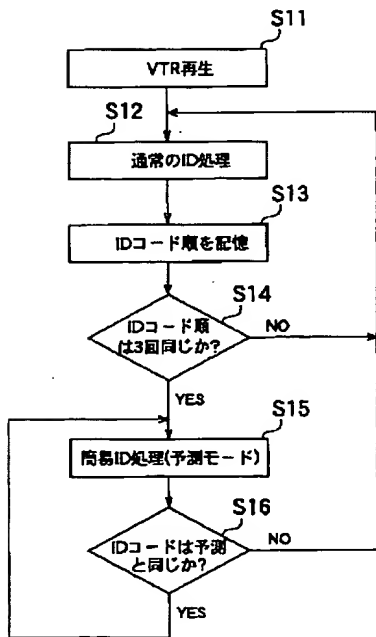 S11
VTR再生
S12
通常のID処理
S13
IDコード順を記憶
S14
IDコード順
は3回同じか?
NO
YES
S15
簡易ID処理(予測モード)
S16
IDコードは予測
と同じか?
NO
YES